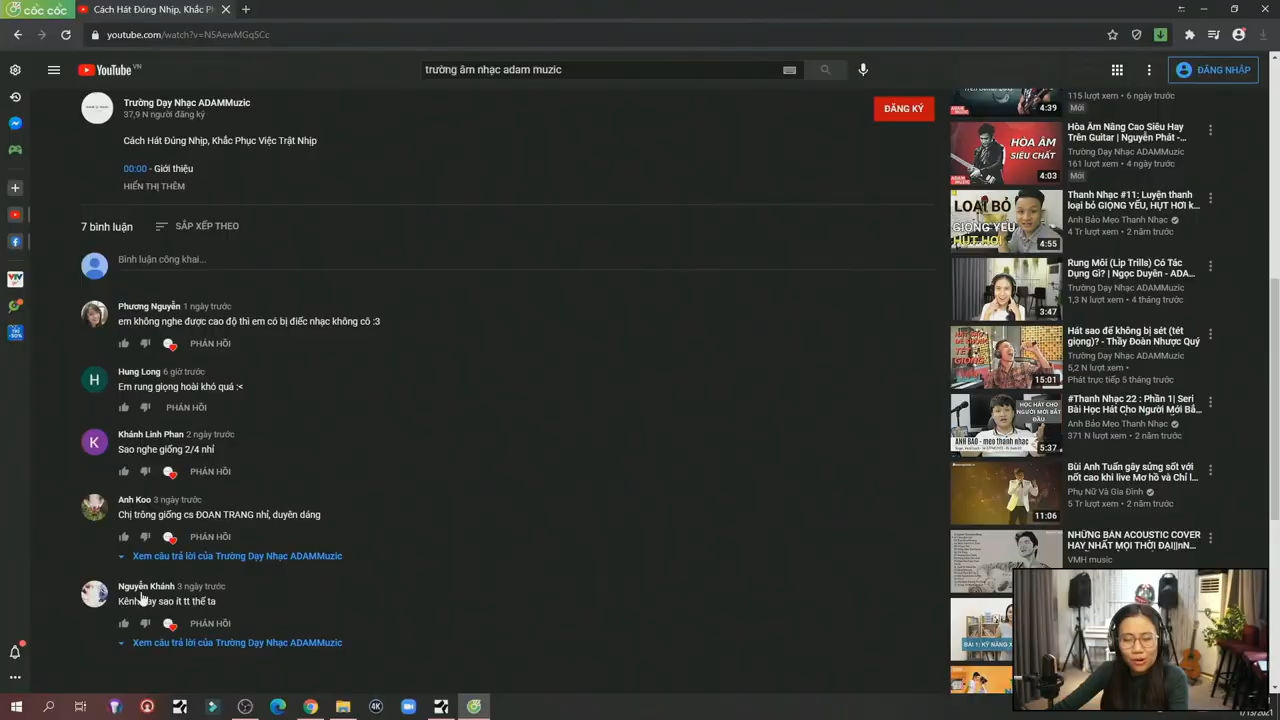 cốc cốc
Cách Hát Đúng Nhịp, Khắc P
youtube.com/watch?v=NSAewMGqSCc
YouTube VN
trường âm nhạc adam muzic
ĐĂNG NHẬP
Trường Dạy Nhạc ADAMMuzic
37,9 N người đăng ký
ĐĂNG KÝ
Cách Hát Đúng Nhịp, Khắc Phục Việc Trật Nhịp
00:00 - Giới thiệu
HIỂN THỊ THÊM
7 bình luận
SẮP XẾP THEO
Bình luận công khai...
Phương Nguyễn 1 ngày trước
em không nghe được cao độ thì em có bị điếc nhạc không cô :3
PHẢN HỒI
Hung Long 6 giờ trước
Em rung giọng hoài khó quá :<
PHẢN HỒI
Khánh Linh Phan 2 ngày trước
Sao nghe giống 2/4 nhỉ
PHẢN HỒI
Anh Koo 3 ngày trước
Chị trông giống cs ĐOAN TRANG nhỉ, duyên dáng
PHẢN HỒI
Xem câu trả lời của Trường Dạy Nhạc ADAMMuzic
Nguyễn Khánh 3 ngày trước
sao ít tt thế ta
PHẢN HỒI
Xem câu trả lời của Trường Dạy Nhạc ADAMMuzic
115 lượt xem • 6 ngày trước
Mới
4:39
HÒA ÂM
SIÊU CHẤT
ADAM
MUZIC
4:03
Hòa Âm Nâng Cao Siêu Hay
Trên Guitar | Nguyễn Phát -...
Trường Dạy Nhạc ADAMMuzic
161 lượt xem • 4 ngày trước
Mới
LOẠI BỎ
GIỌNG YẾU
HỤT HƠI
4:55
Thanh Nhạc #11: Luyện thanh
loại bỏ GIỌNG YẾU, HỤT HƠI k...
Anh Bảo Mẹo Thanh Nhạc
4 Tr lượt xem • 2 năm trước
3:47
Rung Môi (Lip Trills) Có Tác
Dụng Gì? | Ngọc Duyên - ADA...
Trường Dạy Nhạc ADAMMuzic
1,3 N lượt xem • 4 tháng trước
15:01
Hát sao để không bị sét (tét
giọng)? - Thầy Đoàn Nhược Quý
Trường Dạy Nhạc ADAMMuzic
5,2 N lượt xem •
Phát trực tiếp 5 tháng trước
HỌC HÁT CHO
NGƯỜI MỚI BẮT
ĐẦU
ANH BẢO - mẹo thanh nhạc
5:37
#Thanh Nhạc 22 : Phần 1| Seri
Bài Học Hát Cho Người Mới Bắ...
Anh Bảo Mẹo Thanh Nhạc
371 N lượt xem • 2 năm trước
11:06
Bùi Anh Tuấn gây sửng sốt với
nốt cao khi live Mơ hồ và Chỉ l...
Phụ Nữ Và Gia Đình
5 Tr lượt xem • 2 năm trước
NHỮNG BẢN ACOUSTIC COVER
HAY NHẤT MỌI THỜI ĐẠI||nN...
VMH music
BÀI 1: KỸ NĂNG X
1/13/2021